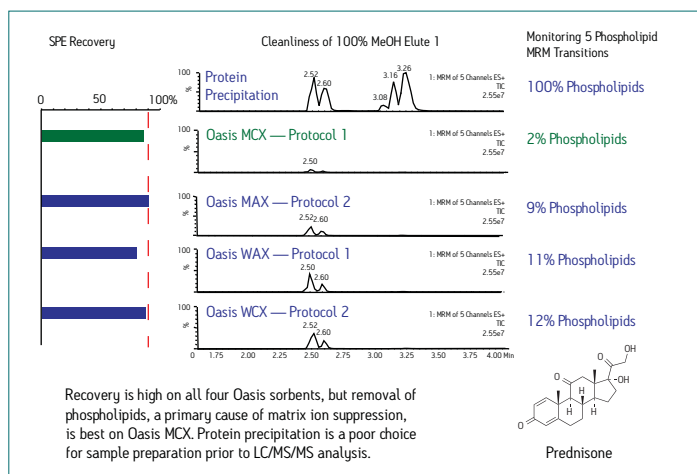 SPE Recovery
Cleanliness of 100% MeOH Elute 1
Monitoring 5 Phospholipid
MRM Transitions
0 50 100%
Protein
Precipitation
100
%
2.52
2.60
3.08
3.16
3.26
1: MRM of 5 Channels ES+
TIC
2.55e7
100% Phospholipids
Oasis MCX — Protocol 1
100
%
2.50
1: MRM of 5 Channels ES+
TIC
2.55e7
2% Phospholipids
Oasis MAX — Protocol 2
100
%
2.52
2.60
1: MRM of 5 Channels ES+
TIC
2.55e7
9% Phospholipids
Oasis WAX — Protocol 1
100
%
2.50
2.60
1: MRM of 5 Channels ES+
TIC
2.55e7
11% Phospholipids
Oasis WCX — Protocol 2
100
%
2.52
2.60
1: MRM of 5 Channels ES+
TIC
2.55e7
12% Phospholipids
0 1.75 2.00 2.25 2.50 2.75 3.00 3.25 3.50 3.75 4.00 Min
Recovery is high on all four Oasis sorbents, but removal of
phospholipids, a primary cause of matrix ion suppression,
is best on Oasis MCX. Protein precipitation is a poor choice
for sample preparation prior to LC/MS/MS analysis.
OH
O
O
OH
H
H
H
O
Prednisone